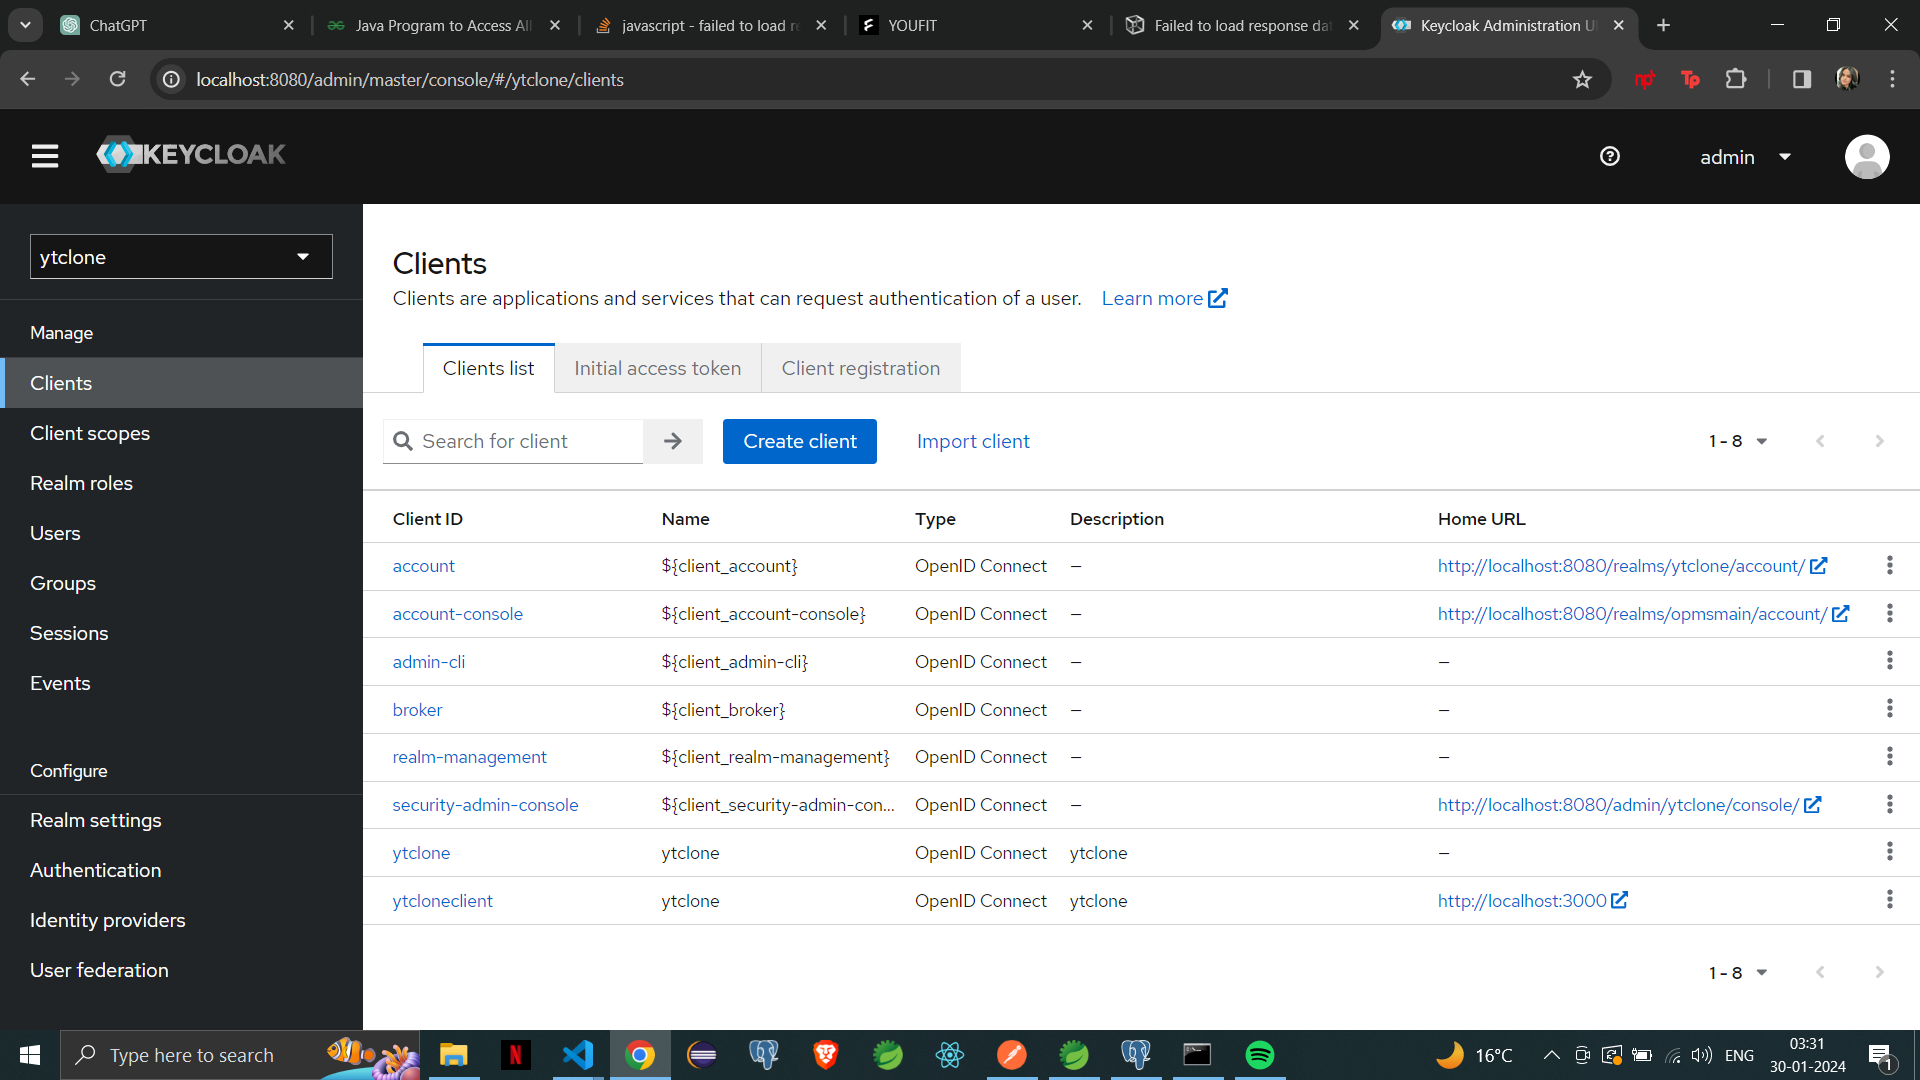 ChatGPT
Java Program to Access All
javascript - failed to load re
YOUFIT
Failed to load response dat
Keycloak Administration UI
localhost:8080/admin/master/console/#/ytclone/clients
KEYCLOAK
admin
ytclone
Manage
Clients
Client scopes
Realm roles
Users
Groups
Sessions
Events
Configure
Realm settings
Authentication
Identity providers
User federation
Clients
Clients are applications and services that can request authentication of a user. Learn more
Clients list
Initial access token
Client registration
Search for client
Create client
Import client
1 - 8
Client ID Name Type Description Home URL
account ${client_account} OpenID Connect – http://localhost:8080/realms/ytclone/account/
account-console ${client_account-console} OpenID Connect – http://localhost:8080/realms/opmsmain/account/
admin-cli ${client_admin-cli} OpenID Connect – –
broker ${client_broker} OpenID Connect – –
realm-management ${client_realm-management} OpenID Connect – –
security-admin-console ${client_security-admin-con... OpenID Connect – http://localhost:8080/admin/ytclone/console/
ytclone ytclone OpenID Connect ytclone –
ytcloneclient ytclone OpenID Connect ytclone http://localhost:3000
1 - 8
Type here to search
16°C
ENG
03:31
30-01-2024
1